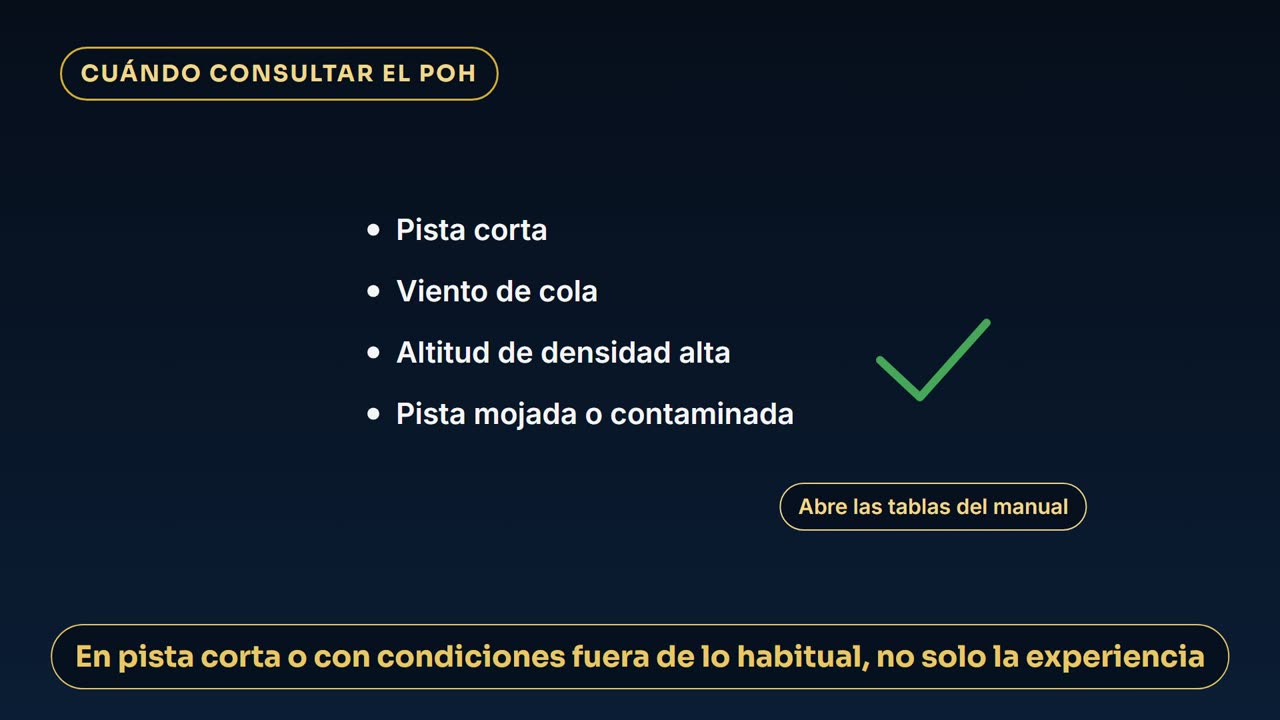 CUÁNDO CONSULTAR EL POH
Pista corta
Viento de cola
Altitud de densidad alta
Pista mojada o contaminada
Abre las tablas del manual
En pista corta o con condiciones fuera de lo habitual, no solo la experiencia